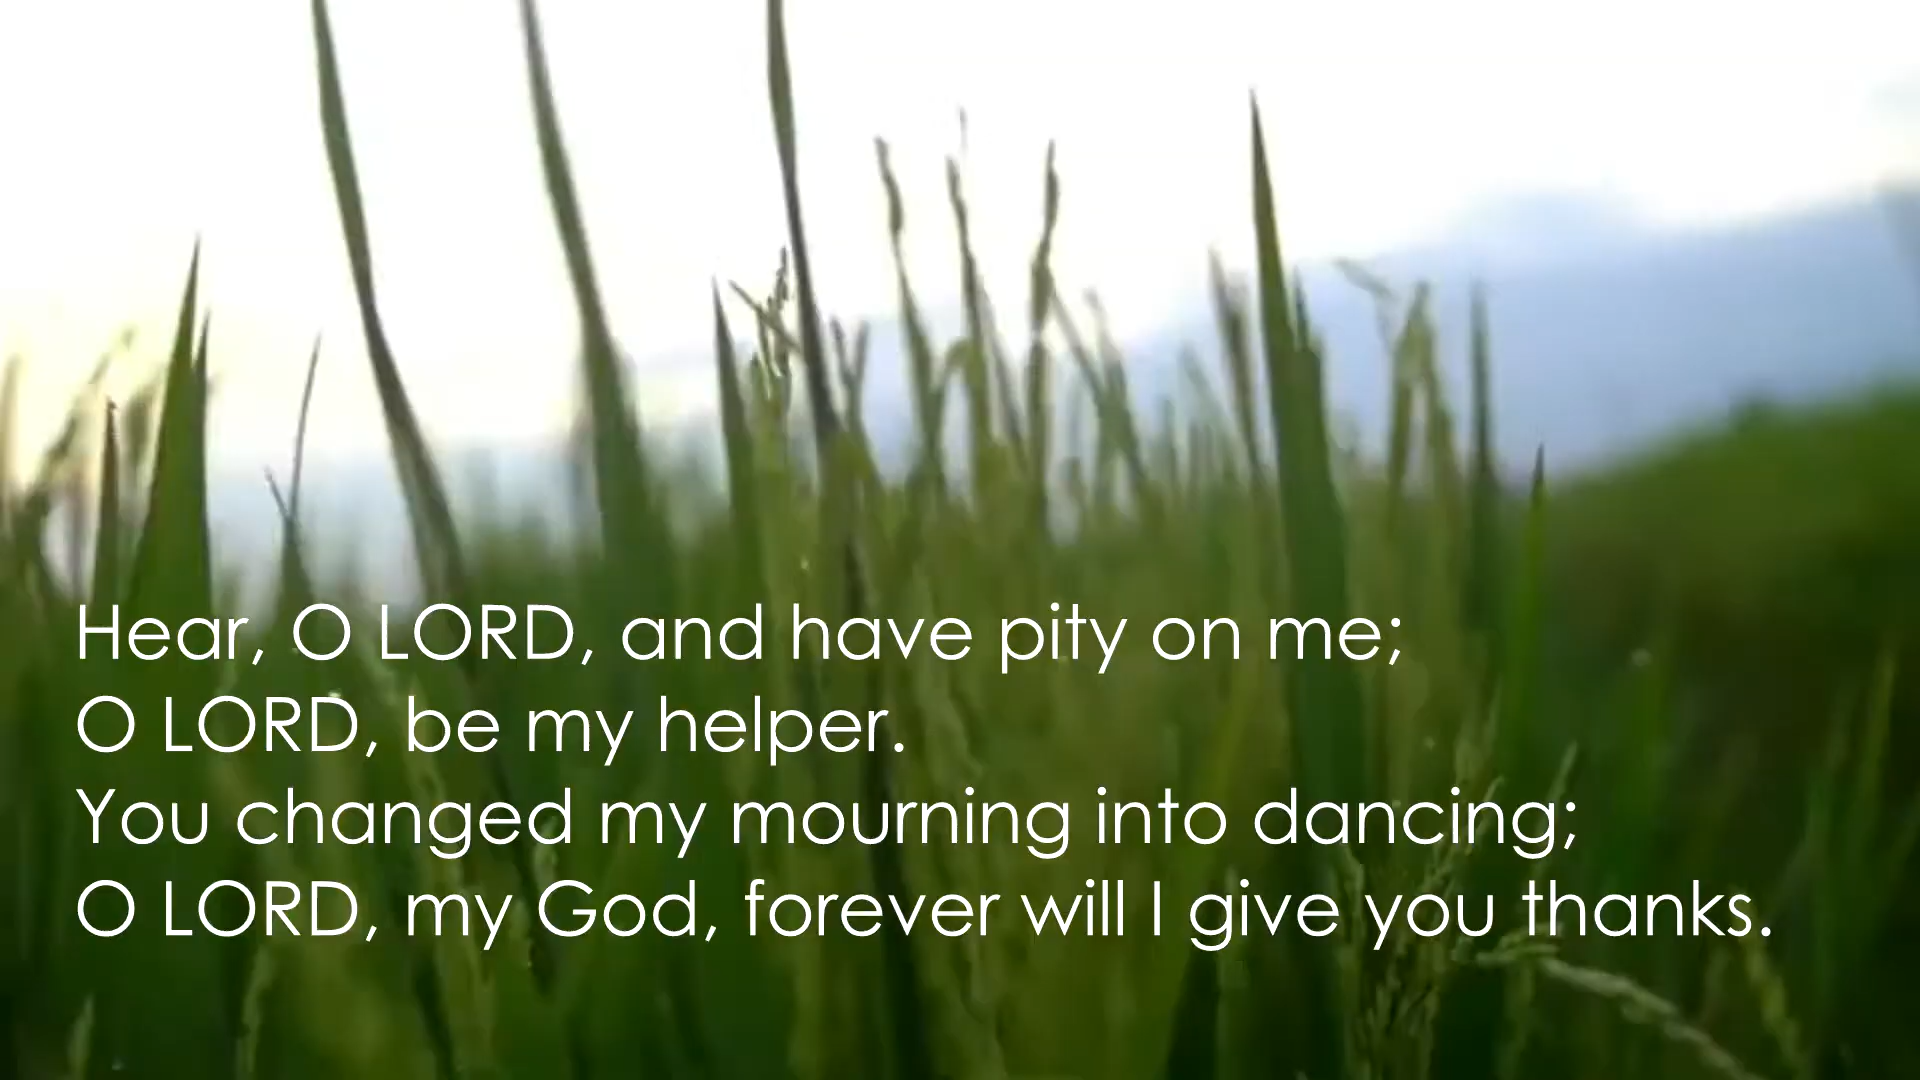 Hear, O LORD, and have pity on me;
O LORD, be my helper.
You changed my mourning into dancing;
O LORD, my God, forever will I give you thanks.